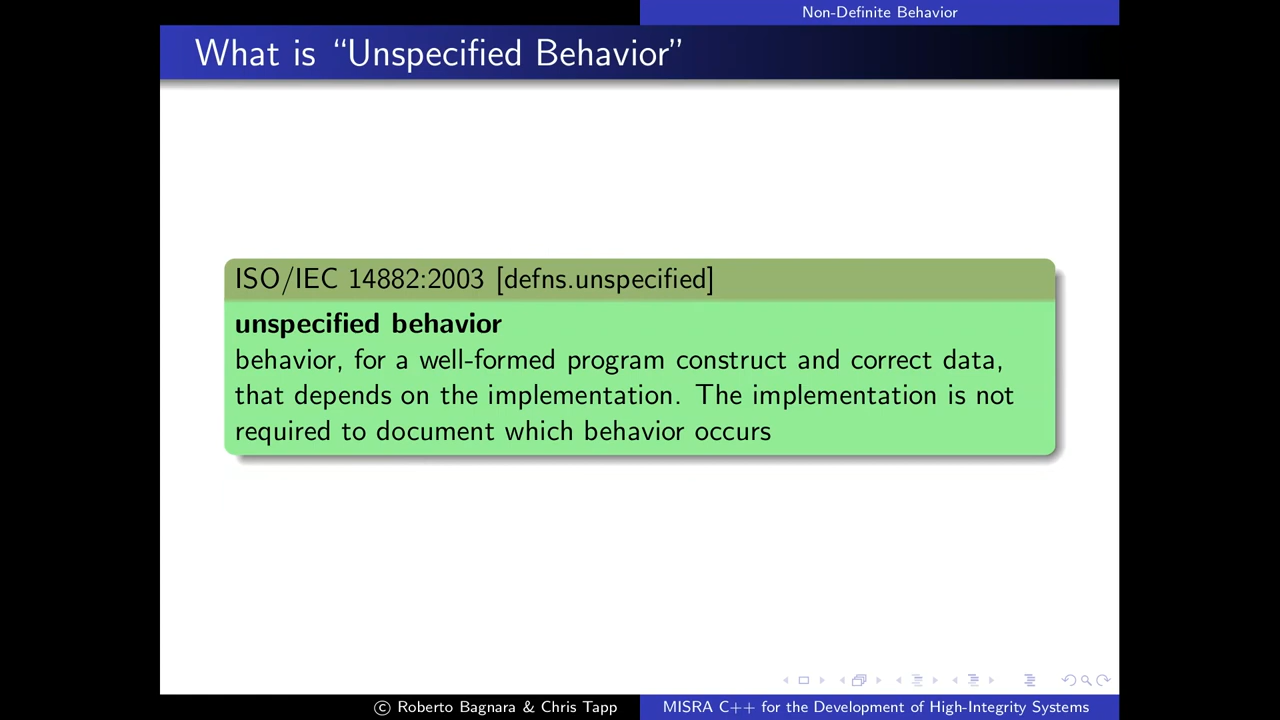 Non-Definite Behavior
What is “Unspecified Behavior”
ISO/IEC 14882:2003 [defns.unspecified]
unspecified behavior
behavior, for a well-formed program construct and correct data,
that depends on the implementation. The implementation is not
required to document which behavior occurs
© Roberto Bagnara & Chris Tapp
MISRA C++ for the Development of High-Integrity Systems